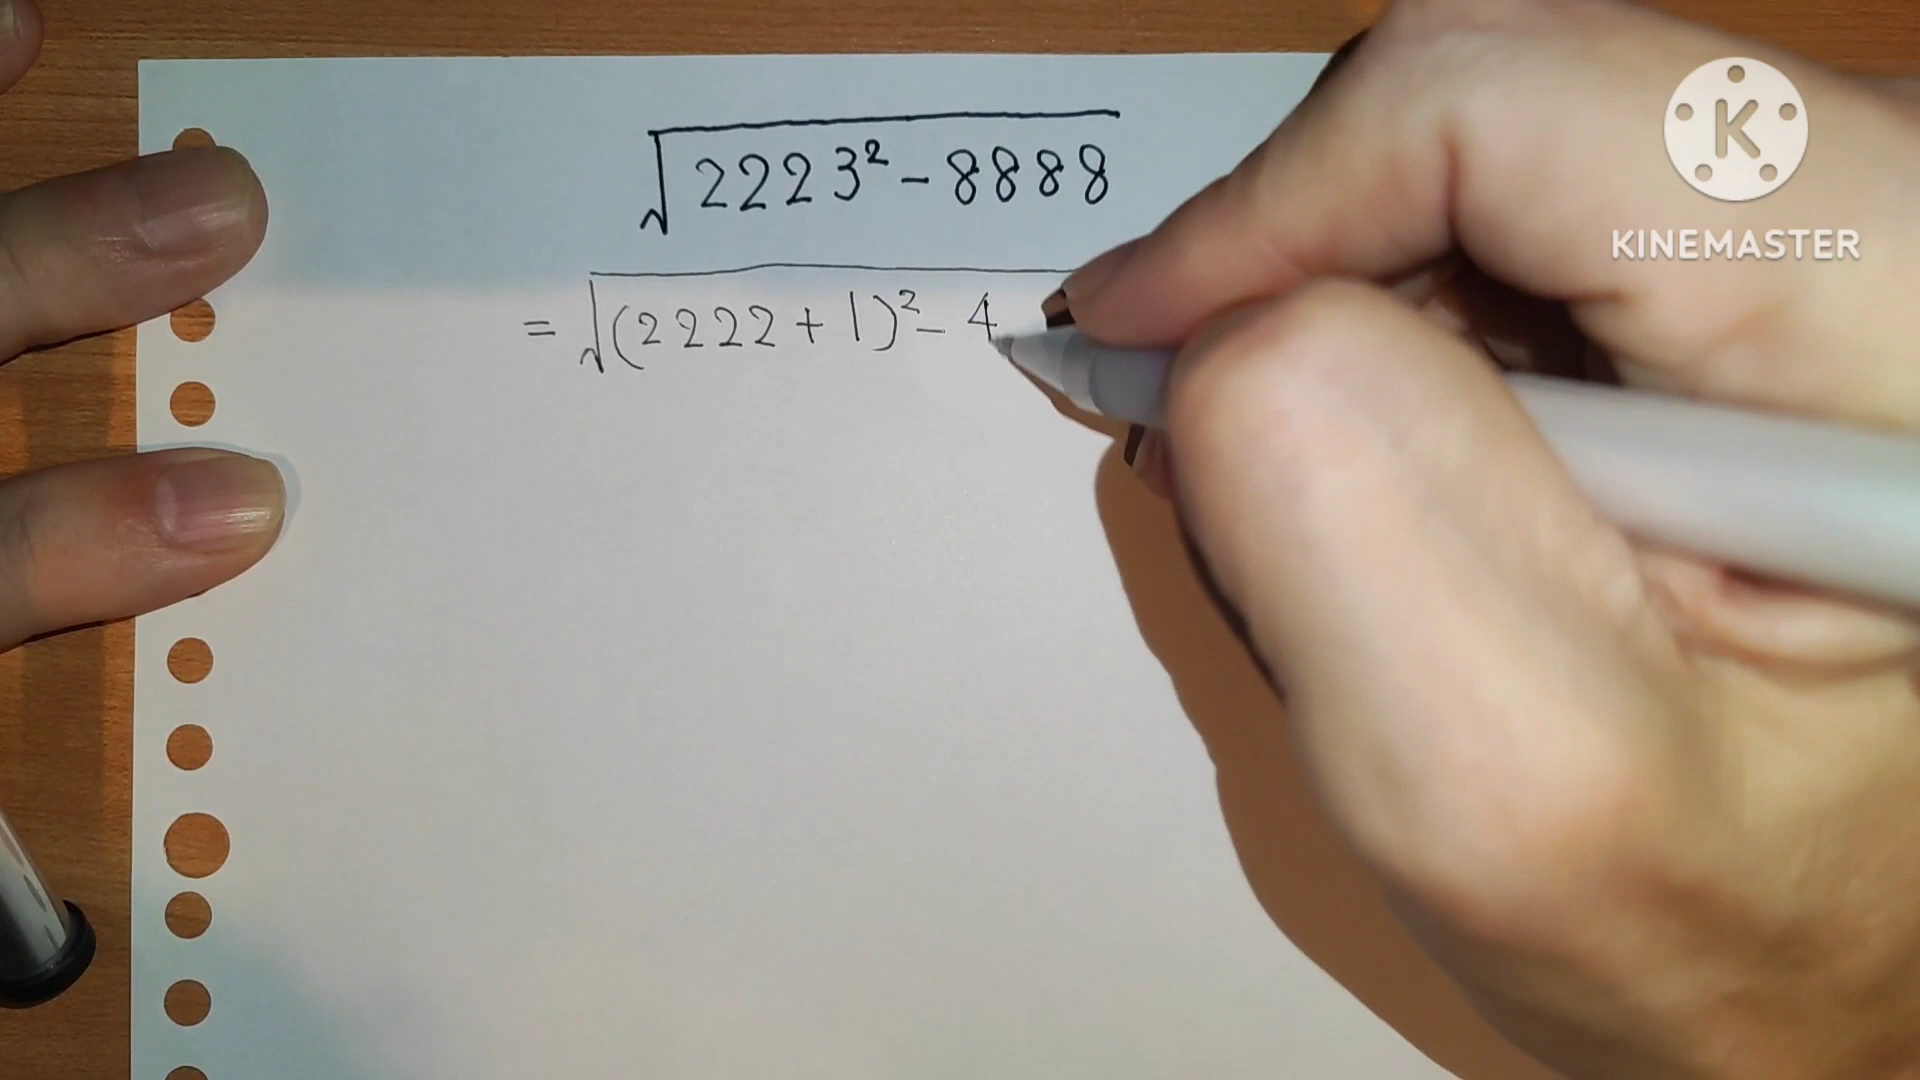 √2223² - 8888
= √(2222 + 1)² - 4
K
KINEMASTER